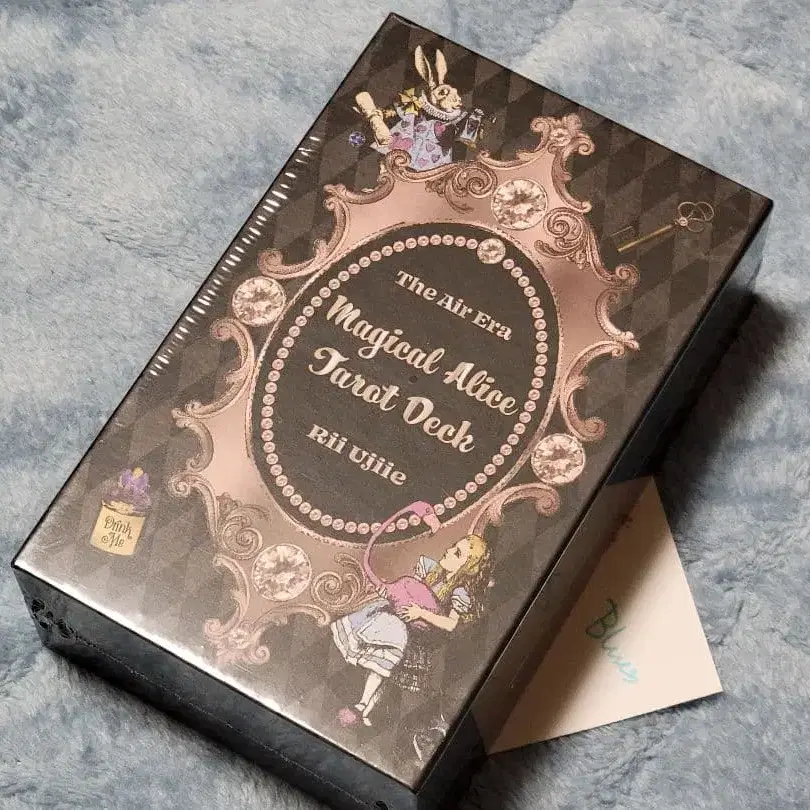 The Air Era
Magical Alice
Tarot Deck
Rii Ujiie
Drink
Me